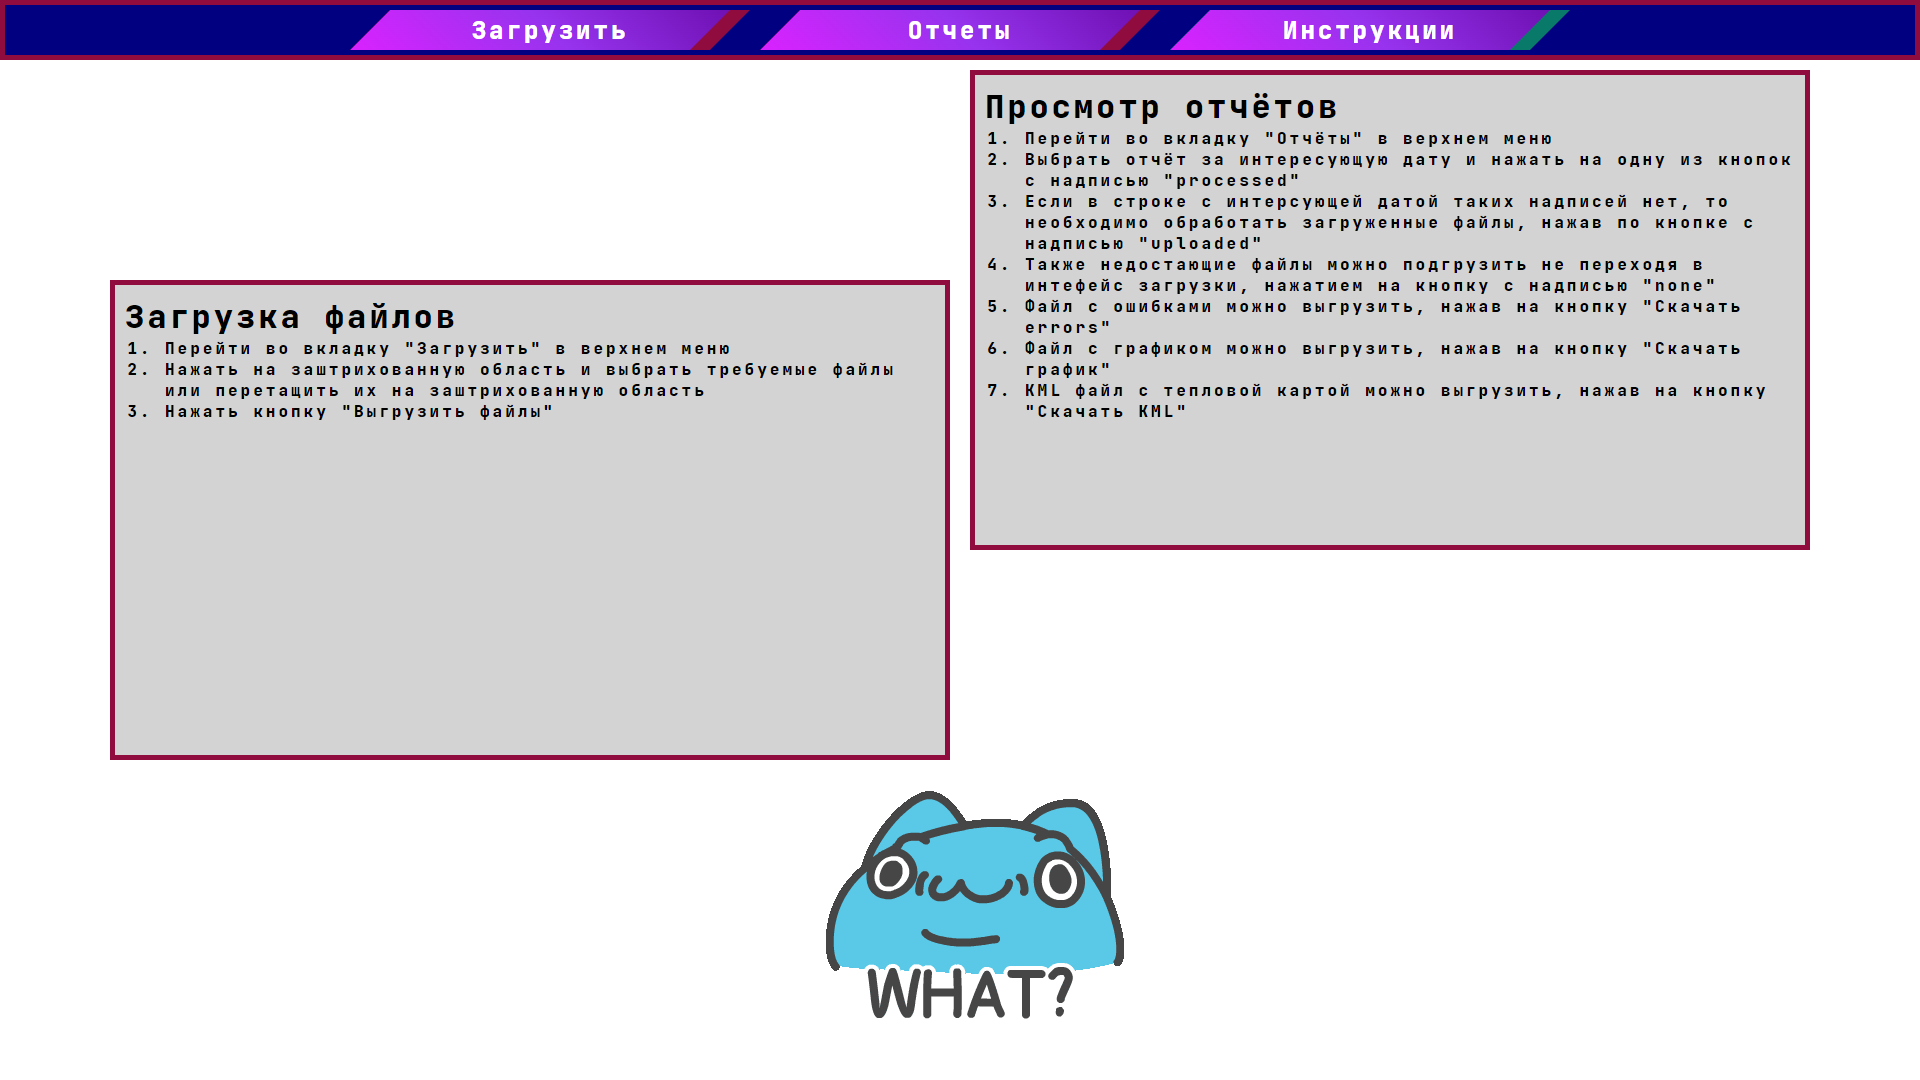 Загрузить
Отчеты
Инструкции
Просмотр отчётов
1. Перейти во вкладку "Отчёты" в верхнем меню
2. Выбрать отчёт за интересующую дату и нажать на одну из кнопок
с надписью "processed"
3. Если в строке с интерсующей датой таких надписей нет, то
необходимо обработать загруженные файлы, нажав по кнопке с
надписью "uploaded"
4. Также недостающие файлы можно подгрузить не переходя в
интефейс загрузки, нажатием на кнопку с надписью "none"
5. Файл с ошибками можно выгрузить, нажав на кнопку "Скачать
errors"
6. Файл с графиком можно выгрузить, нажав на кнопку "Скачать
график"
7. KML файл с тепловой картой можно выгрузить, нажав на кнопку
"Скачать KML"
Загрузка файлов
1. Перейти во вкладку "Загрузить" в верхнем меню
2. Нажать на заштрихованную область и выбрать требуемые файлы
или перетащить их на заштрихованную область
3. Нажать кнопку "Выгрузить файлы"
WHAT?